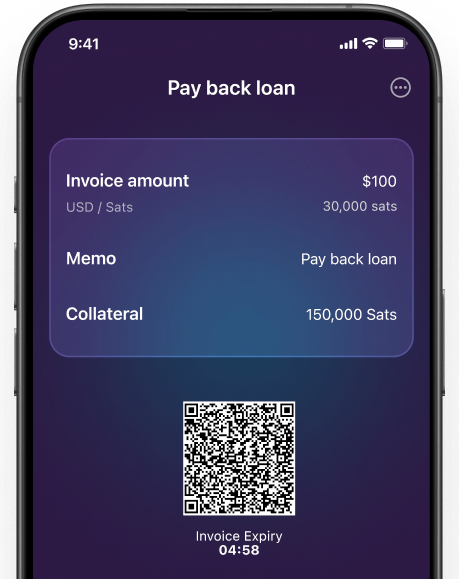 9:41
Pay back loan
Invoice amount $100
USD / Sats 30,000 sats
Memo Pay back loan
Collateral 150,000 Sats
Invoice Expiry
04:58